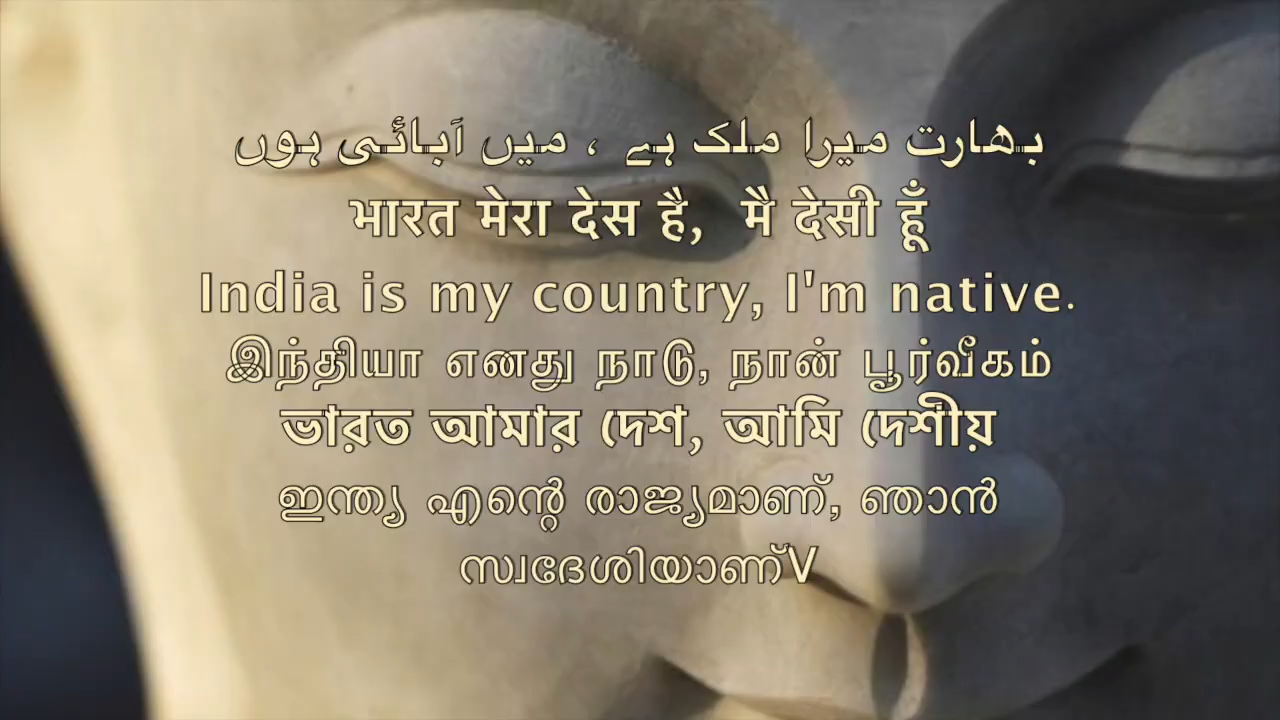 بھارت میرا ملک ہے ، میں آبائی ہوں
भारत मेरा देस है, मै देसी हूँ
India is my country, I'm native.
இந்தியா எனது நாடு, நான் பூர்வீகம்
ভারত আমার দেশ, আমি দেশীয়
ഇന്ത്യ എന്റെ രാജ്യമാണ്, ഞാൻ
സ്വദേശിയാണ്V